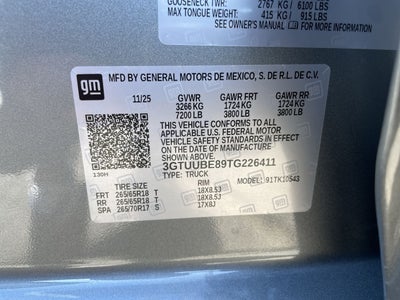 GOOSENECK TWR: 2767 KG / 6100 LBS
MAX TONGUE WEIGHT: 415 KG / 915 LBS
SEE OWNER'S MANUAL FOR MORE INFORMATION
gm
MFD BY GENERAL MOTORS DE MEXICO, S. DE R.L. DE C.V.
11/25 GVWR GAWR FRT GAWR RR
3266 KG 1724 KG 1724 KG
7200 LB 3800 LB 3800 LB
THIS VEHICLE CONFORMS TO ALL
APPLICABLE U.S. FEDERAL MOTOR
VEHICLE SAFETY AND THEFT
PREVENTION STANDARDS IN EFFECT
ON THE DATE OF MANUFACTURE
SHOWN ABOVE.
3GTUUBE89TG226411
TYPE: TRUCK
130H
TIRE SIZE RIM
FRT 265/65R18 T 18X8.5J
RR 265/65R18 T 18X8.5J
SPA 265/70R17 S 17X8J